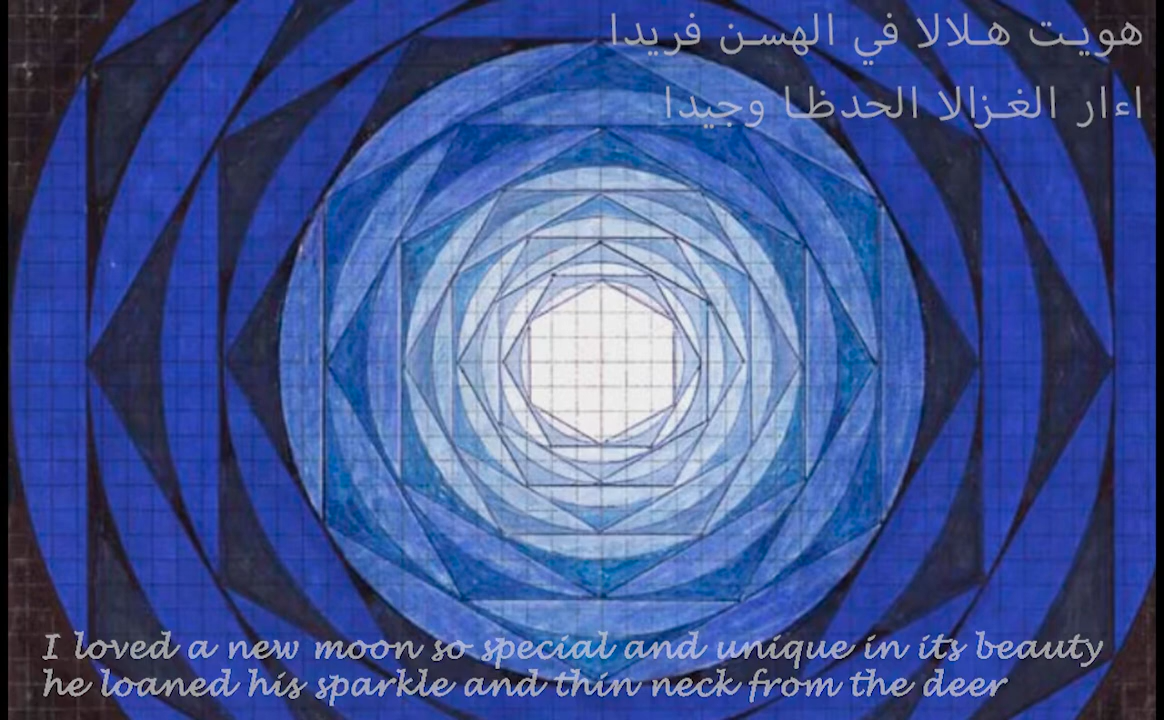 هويت هلالا في الهسن فريدا
اءار الغزالا الحدظا وجيدا
I loved a new moon so special and unique in its beauty
he loaned his sparkle and thin neck from the deer